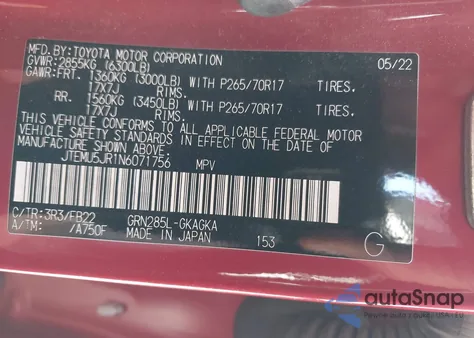 MFD.BY:TOYOTA MOTOR CORPORATION 05/22
GVWR:2855KG (6300LB)
GAWR:FRT. 1360KG (3000LB) WITH P265/70R17 TIRES.
17X7J RIMS.
RR. 1560KG (3450LB) WITH P265/70R17 TIRES.
17X7J RIMS.
THIS VEHICLE CONFORMS TO ALL APPLICABLE FEDERAL MOTOR
VEHICLE SAFETY STANDARDS IN EFFECT ON THE DATE OF
MANUFACTURE SHOWN ABOVE.
JTEMU5JR1N6071756 MPV
C/TR:3R3/FB22 GRN285L-GKAGKA
A/TM: /A750F MADE IN JAPAN 153 G
autoSnap